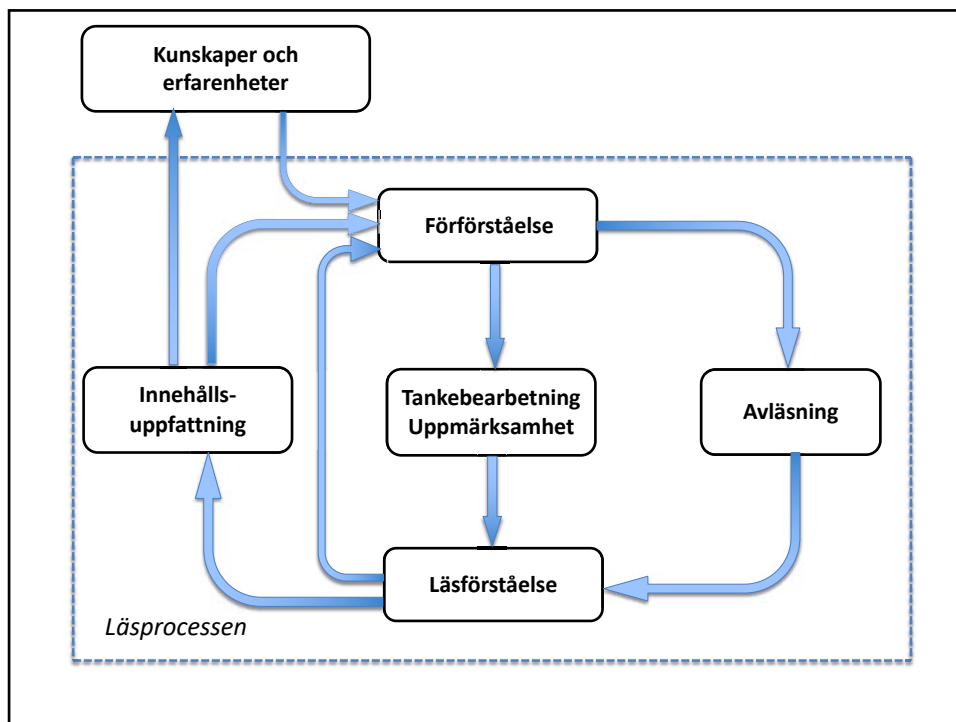 Kunskaper och
erfarenheter
Förförståelse
Innehålls-
uppfattning
Tankebearbetning
Uppmärksamhet
Avläsning
Läsförståelse
Läsprocessen